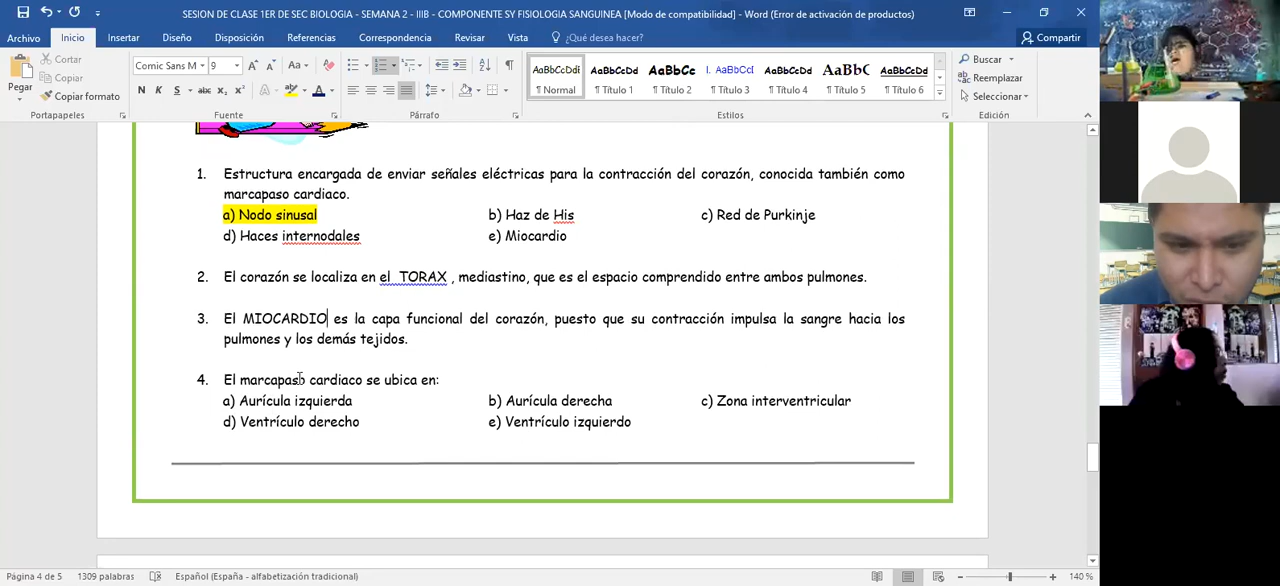 SESION DE CLASE 1ER DE SEC BIOLOGIA - SEMANA 2 - IIIB - COMPONENTE SY FISIOLOGIA SANGUINEA [Modo de compatibilidad] - Word (Error de activación de productos)
Archivo Inicio Insertar Diseño Disposición Referencias Correspondencia Revisar Vista ¿Qué desea hacer? Compartir
Pegar
Cortar
Copiar
Copiar formato
Portapapeles
Comic Sans M 9
Fuente
Párrafo
AaBbCcDdE AaBbCcDd AaBbCc I. AaBbCcI AaBbCcDd AaBbC AaBbCcDd
¶ Normal ¶ Título 1 ¶ Título 2 ¶ Título 3 ¶ Título 4 ¶ Título 5 ¶ Título 6
Estilos
Buscar
Reemplazar
Seleccionar
Edición
1. Estructura encargada de enviar señales eléctricas para la contracción del corazón, conocida también como
marcapaso cardiaco.
a) Nodo sinusal b) Haz de His c) Red de Purkinje
d) Haces internodales e) Miocardio
2. El corazón se localiza en el TORAX , mediastino, que es el espacio comprendido entre ambos pulmones.
3. El MIOCARDIO es la capa funcional del corazón, puesto que su contracción impulsa la sangre hacia los
pulmones y los demás tejidos.
4. El marcapaso cardiaco se ubica en:
a) Aurícula izquierda b) Aurícula derecha c) Zona interventricular
d) Ventrículo derecho e) Ventrículo izquierdo
Página 4 de 5 1309 palabras Español (España - alfabetización tradicional) 140 %